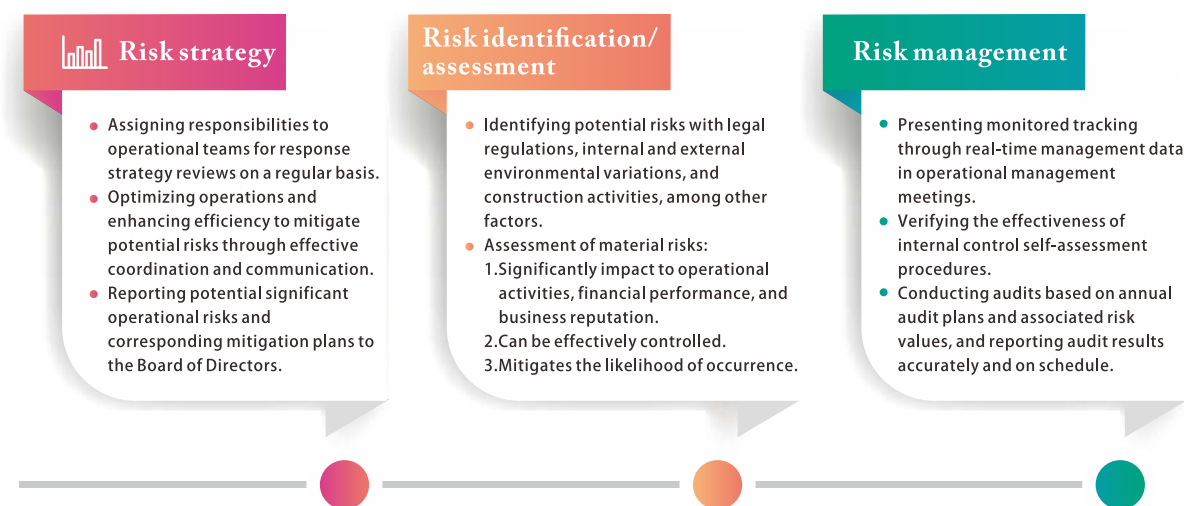 Risk strategy
Assigning responsibilities to
operational teams for response
strategy reviews on a regular basis.
Optimizing operations and
enhancing efficiency to mitigate
potential risks through effective
coordination and communication.
Reporting potential significant
operational risks and
corresponding mitigation plans to
the Board of Directors.
Risk identification/
assessment
Identifying potential risks with legal
regulations, internal and external
environmental variations, and
construction activities, among other
factors.
Assessment of material risks:
1.Significantly impact to operational
activities, financial performance, and
business reputation.
2.Can be effectively controlled.
3.Mitigates the likelihood of occurrence.
Risk management
Presenting monitored tracking
through real-time management data
in operational management
meetings.
Verifying the effectiveness of
internal control self-assessment
procedures.
Conducting audits based on annual
audit plans and associated risk
values, and reporting audit results
accurately and on schedule.